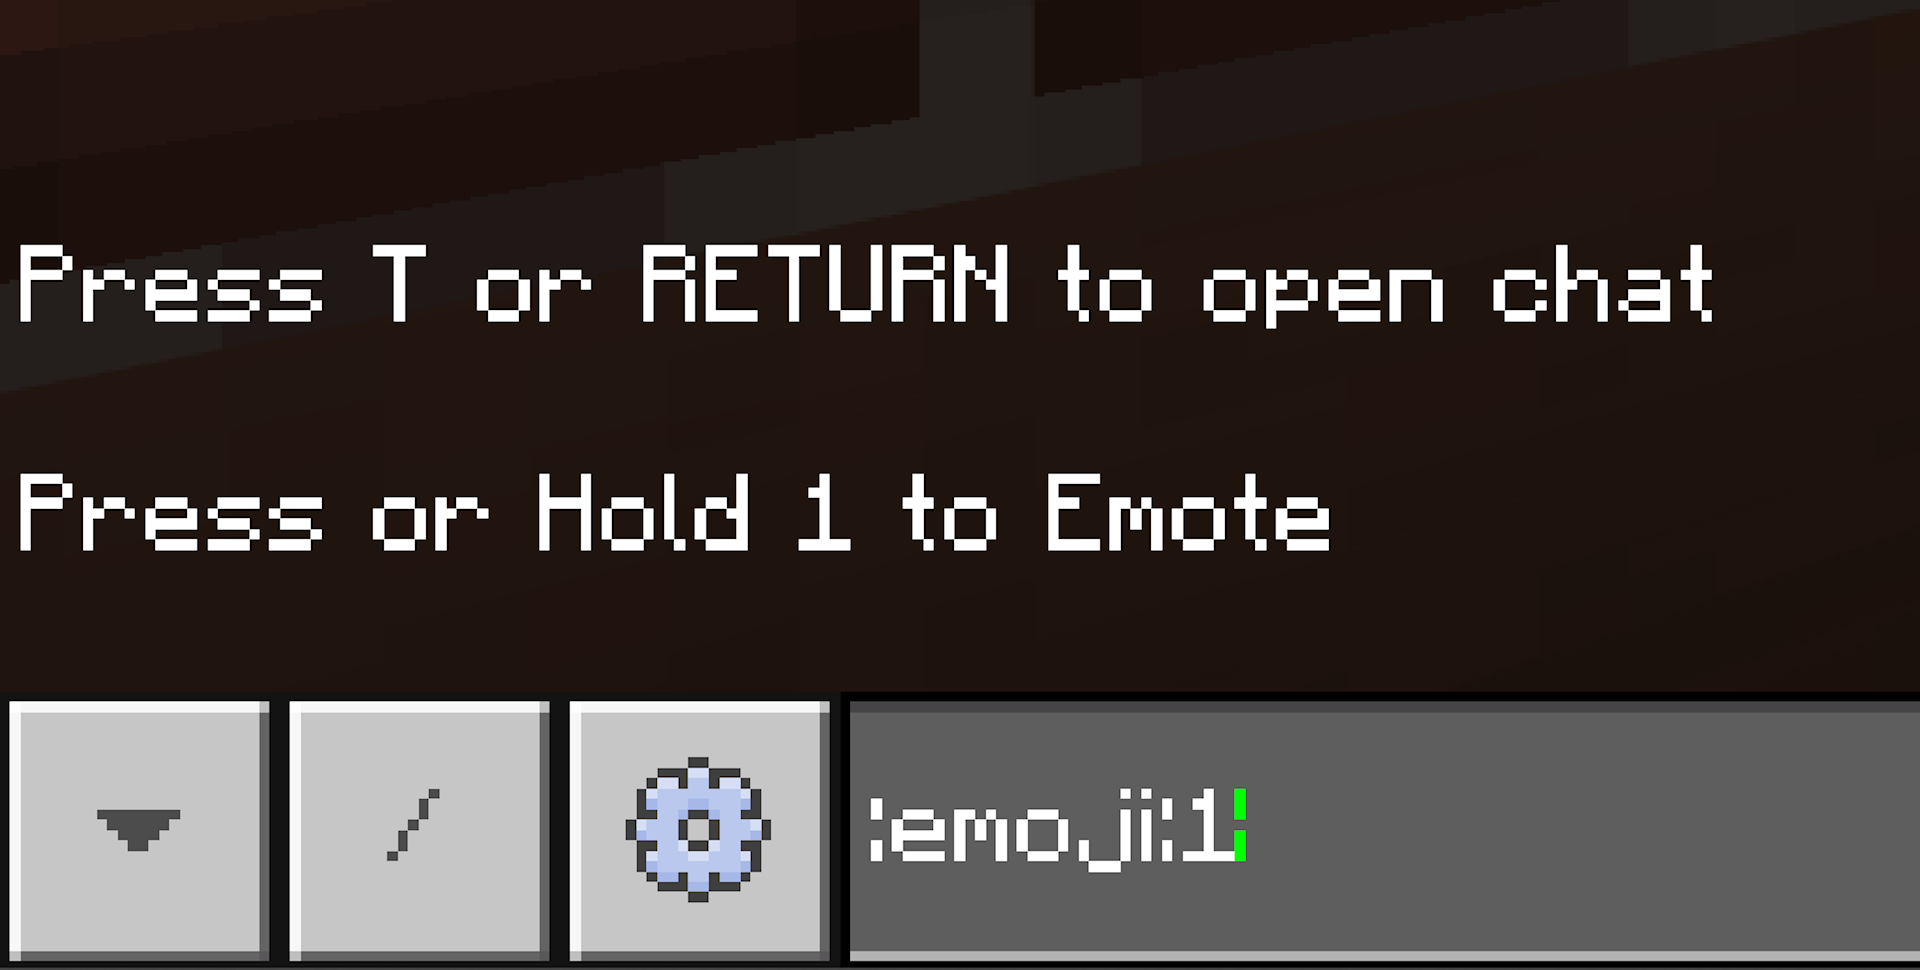 Press T or RETURN to open chat
Press or Hold 1 to Emote
/
:emoji:1